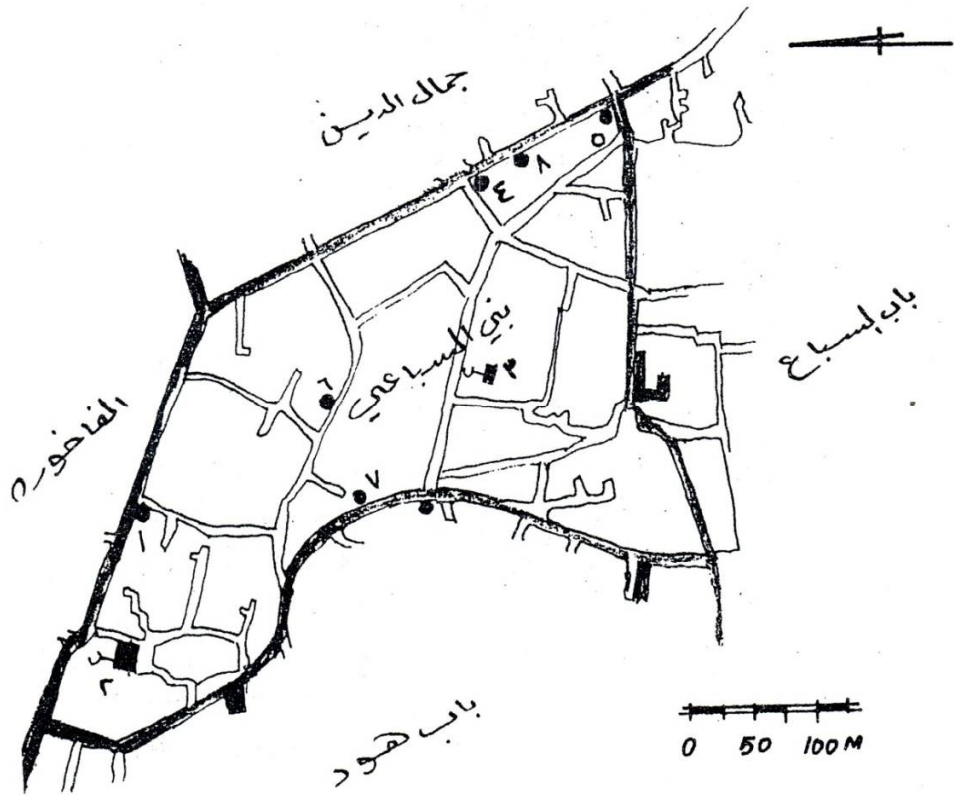 جمال الدين
٥
٨
٤
باب السباع
بني السباعي
٣
٦
الفاخورة
٧
١
٢
باب هود
0 50 100 M